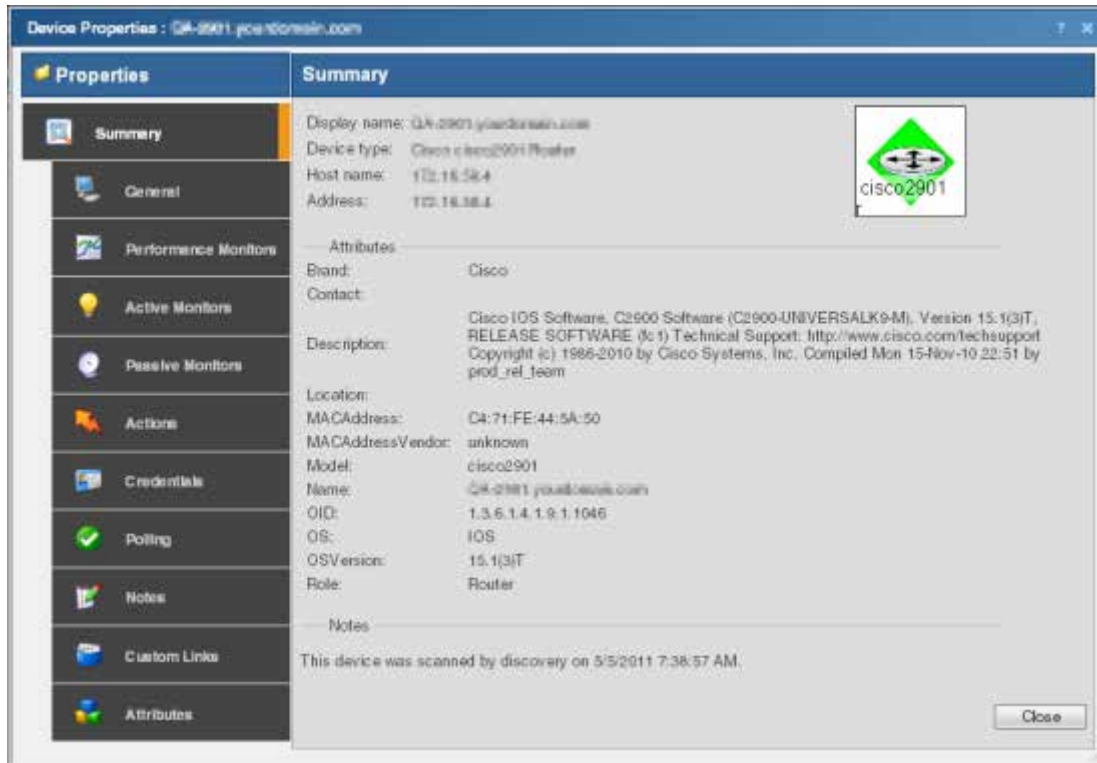 Device Properties :
? x
Properties
Summary
Summary
General
Performance Monitors
Active Monitors
Passive Monitors
Actions
Credentials
Polling
Notes
Custom Links
Attributes
Display name:
Device type:
Host name:
Address:
cisco2901
Attributes
Brand: Cisco
Contact:
Description: Cisco IOS Software, C2900 Software (C2900-UNIVERSALK9-M), Version 15.1(3)T,
RELEASE SOFTWARE (fc1) Technical Support: http://www.cisco.com/techsupport
Copyright (c) 1986-2010 by Cisco Systems, Inc. Compiled Mon 15-Nov-10 22:51 by
prod_rel_team
Location:
MACAddress: C4:71:FE:44:5A:50
MACAddressVendor: unknown
Model: cisco2901
Name:
OID: 1.3.6.1.4.1.9.1.1046
OS: IOS
OSVersion: 15.1(3)T
Role: Router
Notes
This device was scanned by discovery on 5/5/2011 7:38:57 AM.
Close